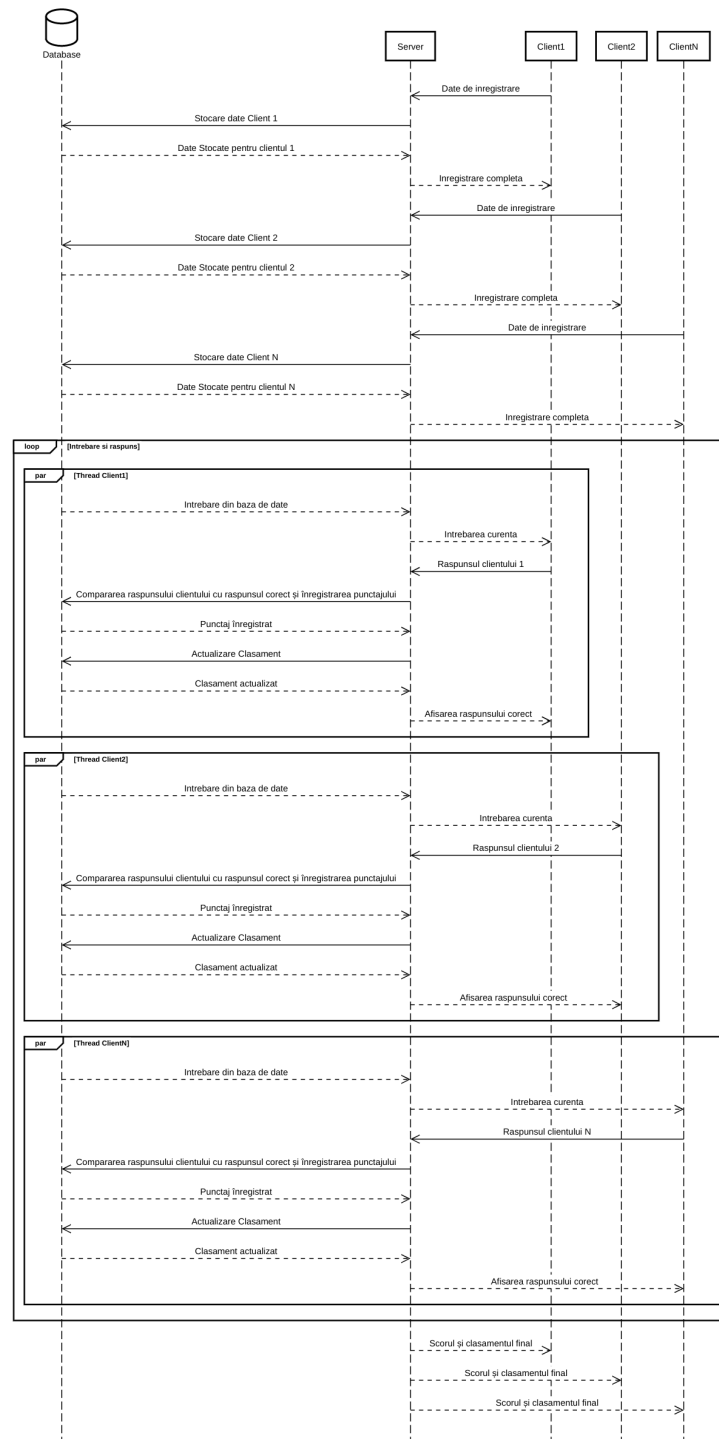 Database
Server
Client1
Client2
ClientN
Date de inregistrare
Stocare date Client 1
Date Stocate pentru clientul 1
Inregistrare completa
Date de inregistrare
Stocare date Client 2
Date Stocate pentru clientul 2
Inregistrare completa
Date de inregistrare
Stocare date Client N
Date Stocate pentru clientul N
Inregistrare completa
loop [Intrebare si raspuns]
par [Thread Client1]
Intrebare din baza de date
Intrebarea curenta
Raspunsul clientului 1
Compararea raspunsului clientului cu raspunsul corect și înregistrarea punctajului
Punctaj înregistrat
Actualizare Clasament
Clasament actualizat
Afisarea raspunsului corect
par [Thread Client2]
Intrebare din baza de date
Intrebarea curenta
Raspunsul clientului 2
Compararea raspunsului clientului cu raspunsul corect și înregistrarea punctajului
Punctaj înregistrat
Actualizare Clasament
Clasament actualizat
Afisarea raspunsului corect
par [Thread ClientN]
Intrebare din baza de date
Intrebarea curenta
Raspunsul clientului N
Compararea raspunsului clientului cu raspunsul corect și înregistrarea punctajului
Punctaj înregistrat
Actualizare Clasament
Clasament actualizat
Afisarea raspunsului corect
Scorul și clasamentul final
Scorul și clasamentul final
Scorul și clasamentul final